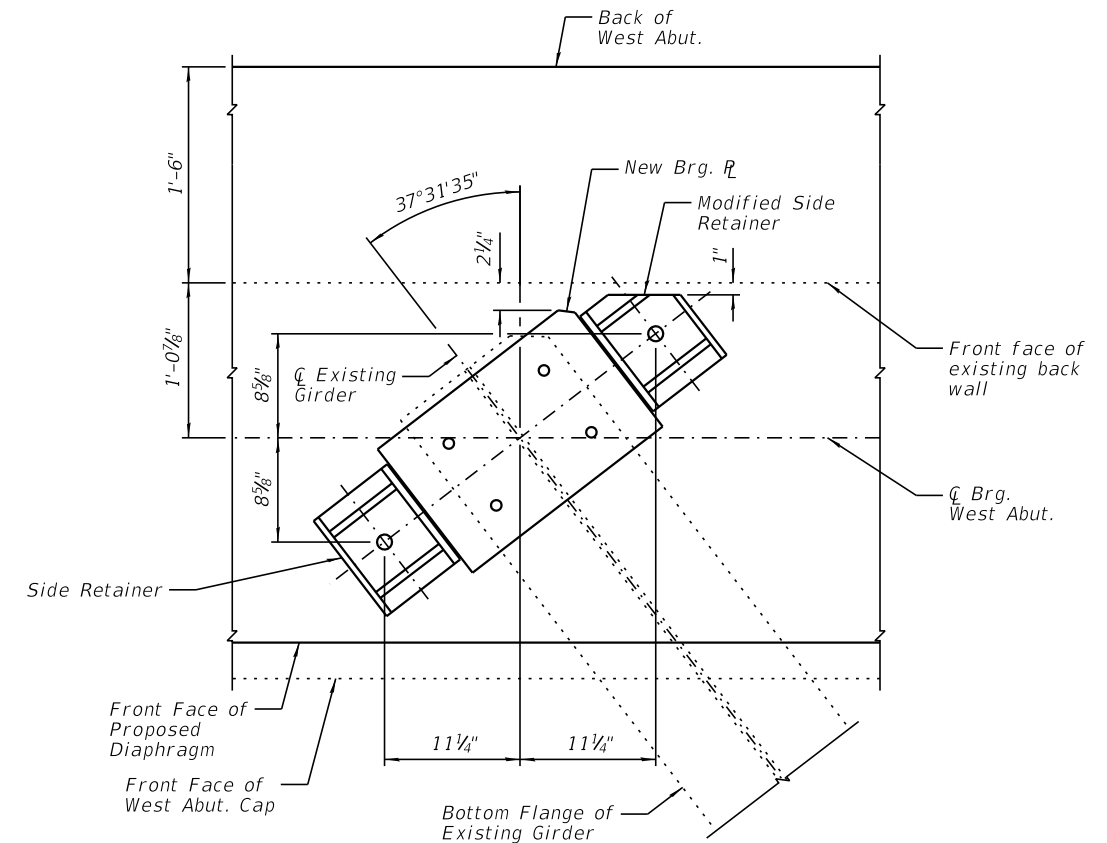 Back of
West Abut.
New Brg. ℄
Modified Side
Retainer
37°31'35"
2¼"
1"
1'-6"
1'-0⅞"
8⅝"
8⅝"
℄ Existing
Girder
Front face of
existing back
wall
℄ Brg.
West Abut.
Side Retainer
Front Face of
Proposed
Diaphragm
Front Face of
West Abut. Cap
11¼"
11¼"
Bottom Flange of
Existing Girder